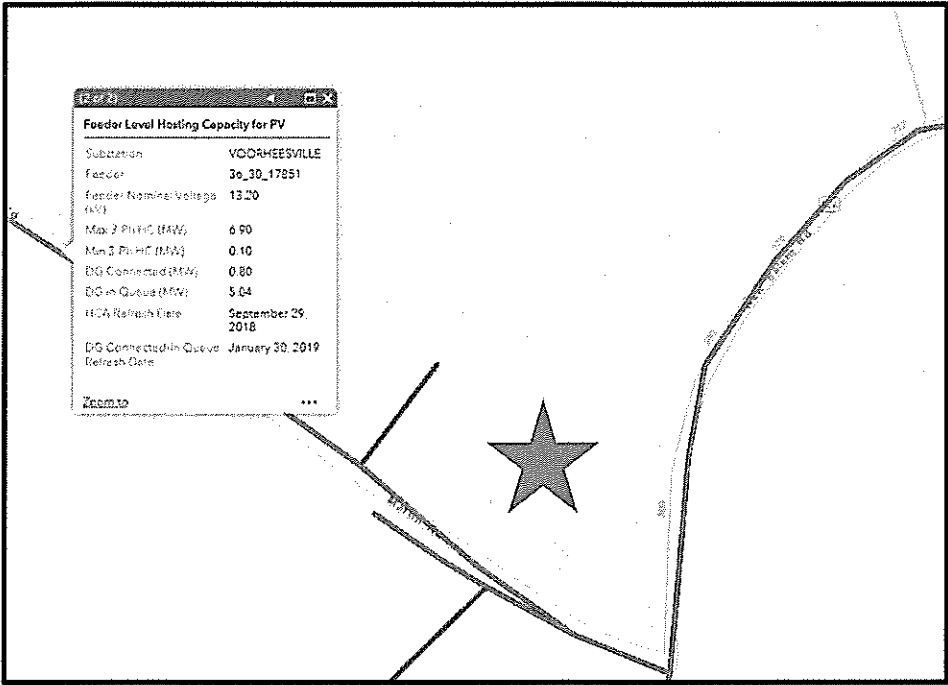 (2 of 2)
Feeder Level Hosting Capacity for PV
Substation VOORHEESVILLE
Feeder 36_30_17851
Feeder Nominal Voltage 13.20
(kV)
Max 3 Ph HC (MW) 6.90
Min 3 Ph HC (MW) 0.10
DG Connected (MW) 0.80
DG in Queue (MW) 5.04
HCA Refresh Date September 29,
2018
DG Connected/In Queue January 30, 2019
Refresh Date
Zoom to